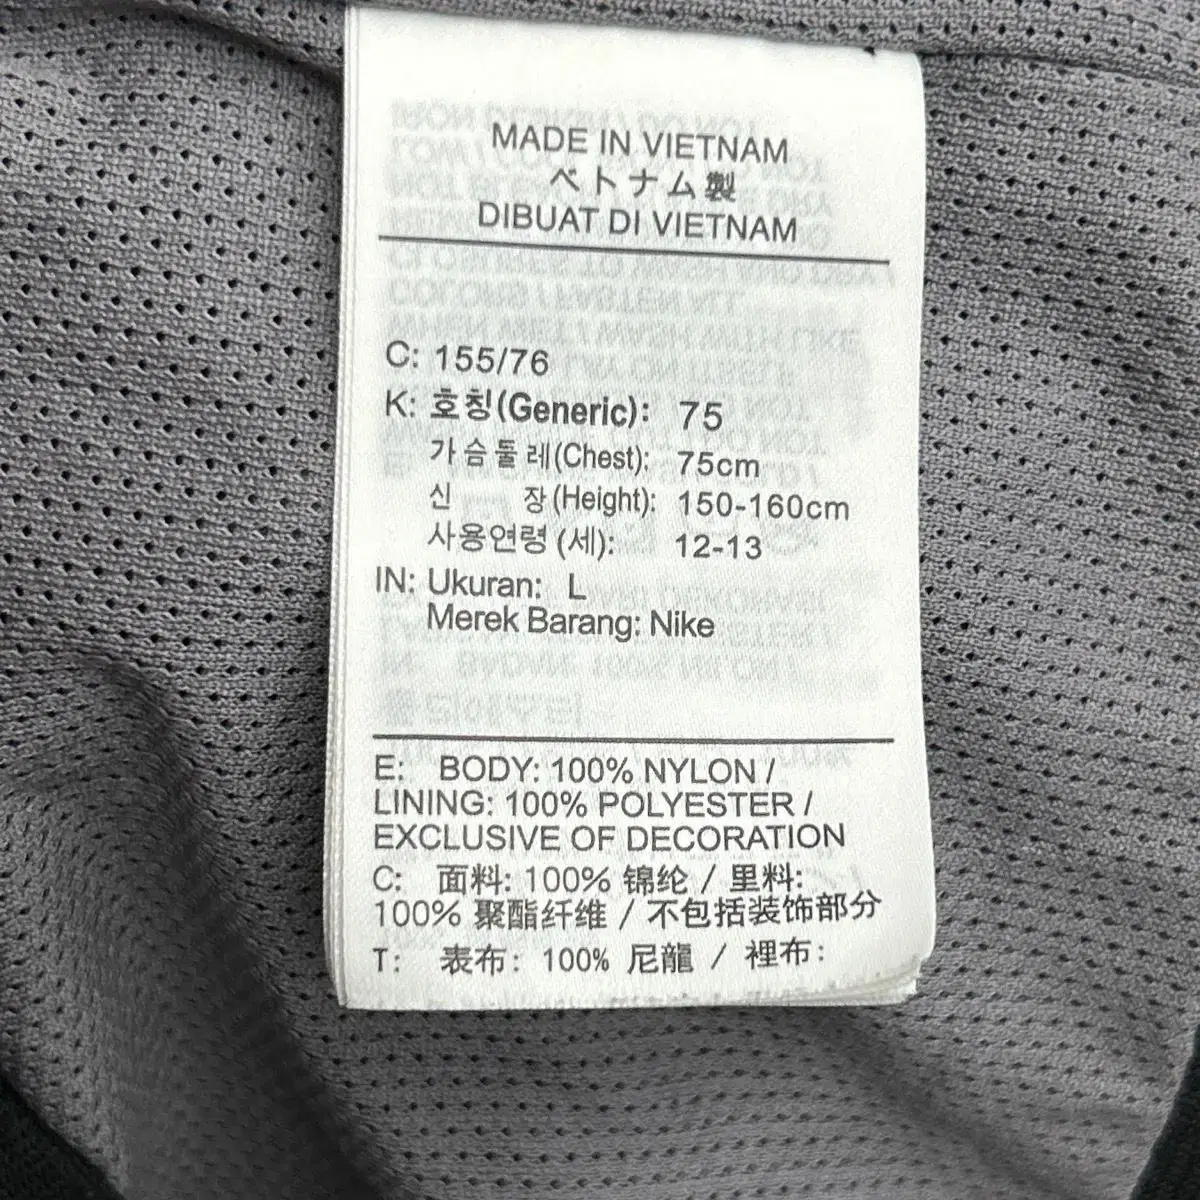 MADE IN VIETNAM
ベトナム製
DIBUAT DI VIETNAM
C: 155/76
K: 호칭(Generic): 75
가슴둘레(Chest): 75cm
신 장(Height): 150-160cm
사용연령(세): 12-13
IN: Ukuran: L
Merek Barang: Nike
E: BODY: 100% NYLON /
LINING: 100% POLYESTER /
EXCLUSIVE OF DECORATION
C: 面料: 100% 锦纶 / 里料:
100% 聚酯纤维 / 不包括装饰部分
T: 表布: 100% 尼龍 / 裡布: